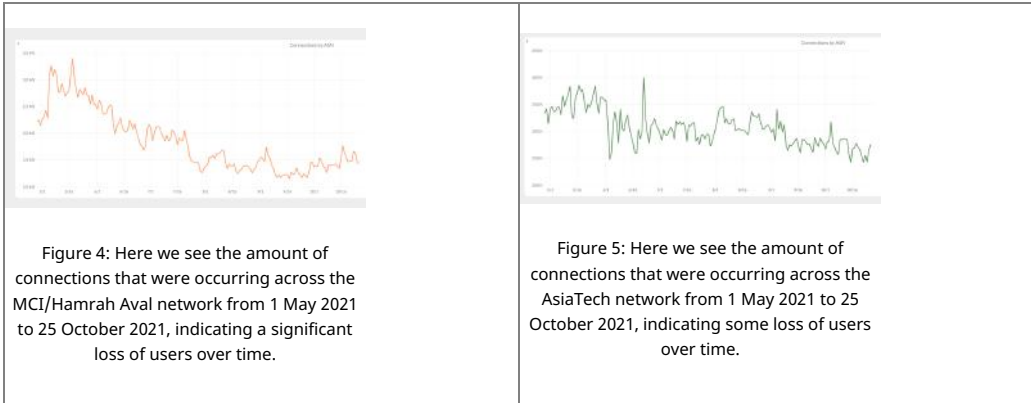 Connections by ASN
Figure 4: Here we see the amount of
connections that were occurring across the
MCI/Hamrah Aval network from 1 May 2021
to 25 October 2021, indicating a significant
loss of users over time.
Connections by ASN
Figure 5: Here we see the amount of
connections that were occurring across the
AsiaTech network from 1 May 2021 to 25
October 2021, indicating some loss of users
over time.